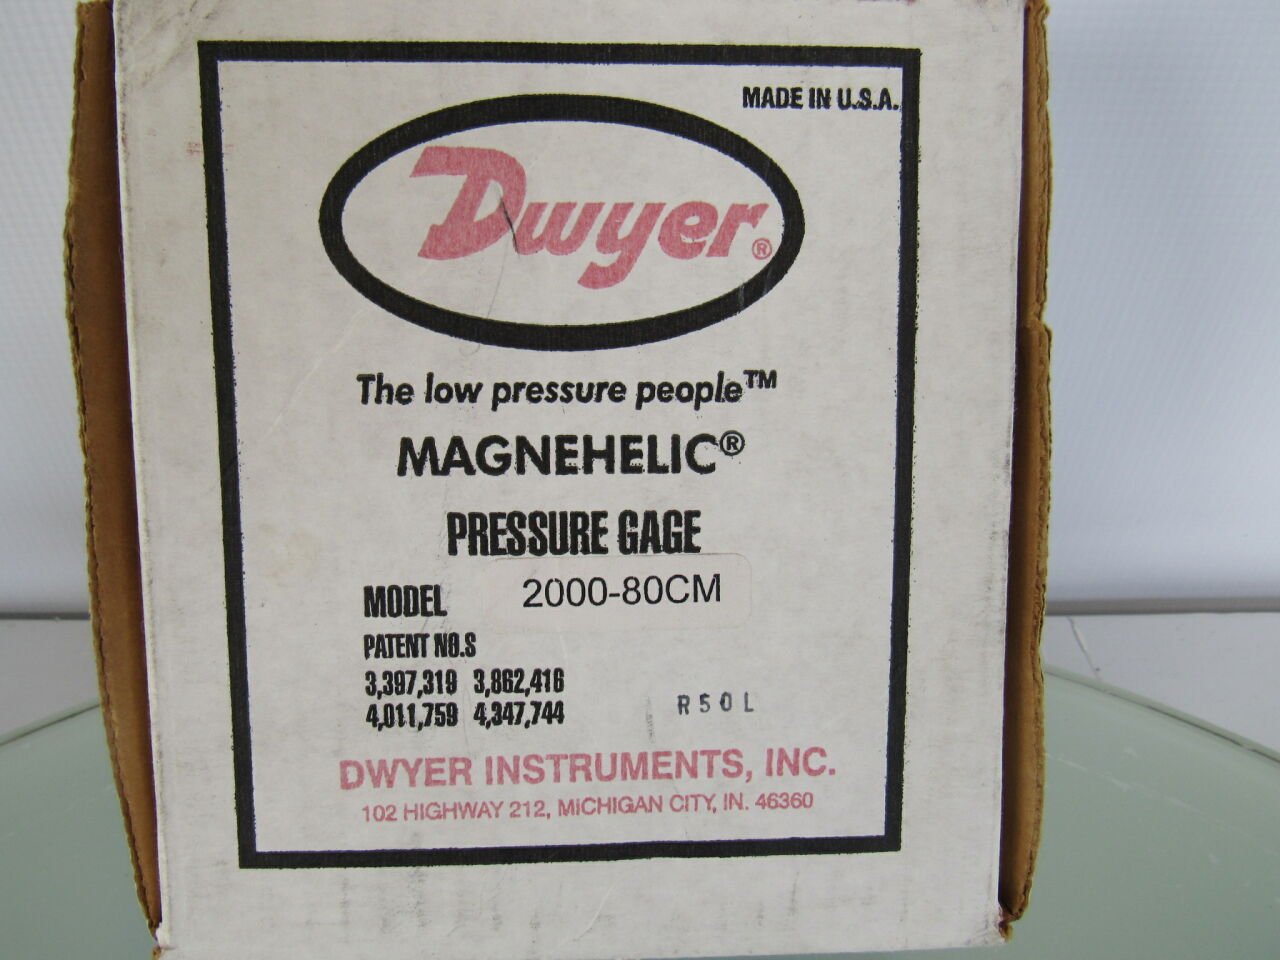 MADE IN U.S.A.
Dwyer®
The low pressure people™
MAGNEHELIC®
PRESSURE GAGE
MODEL 2000-80CM
PATENT NO.S
3,397,319 3,862,416
4,011,759 4,347,744
R50L
DWYER INSTRUMENTS, INC.
102 HIGHWAY 212, MICHIGAN CITY, IN. 46360